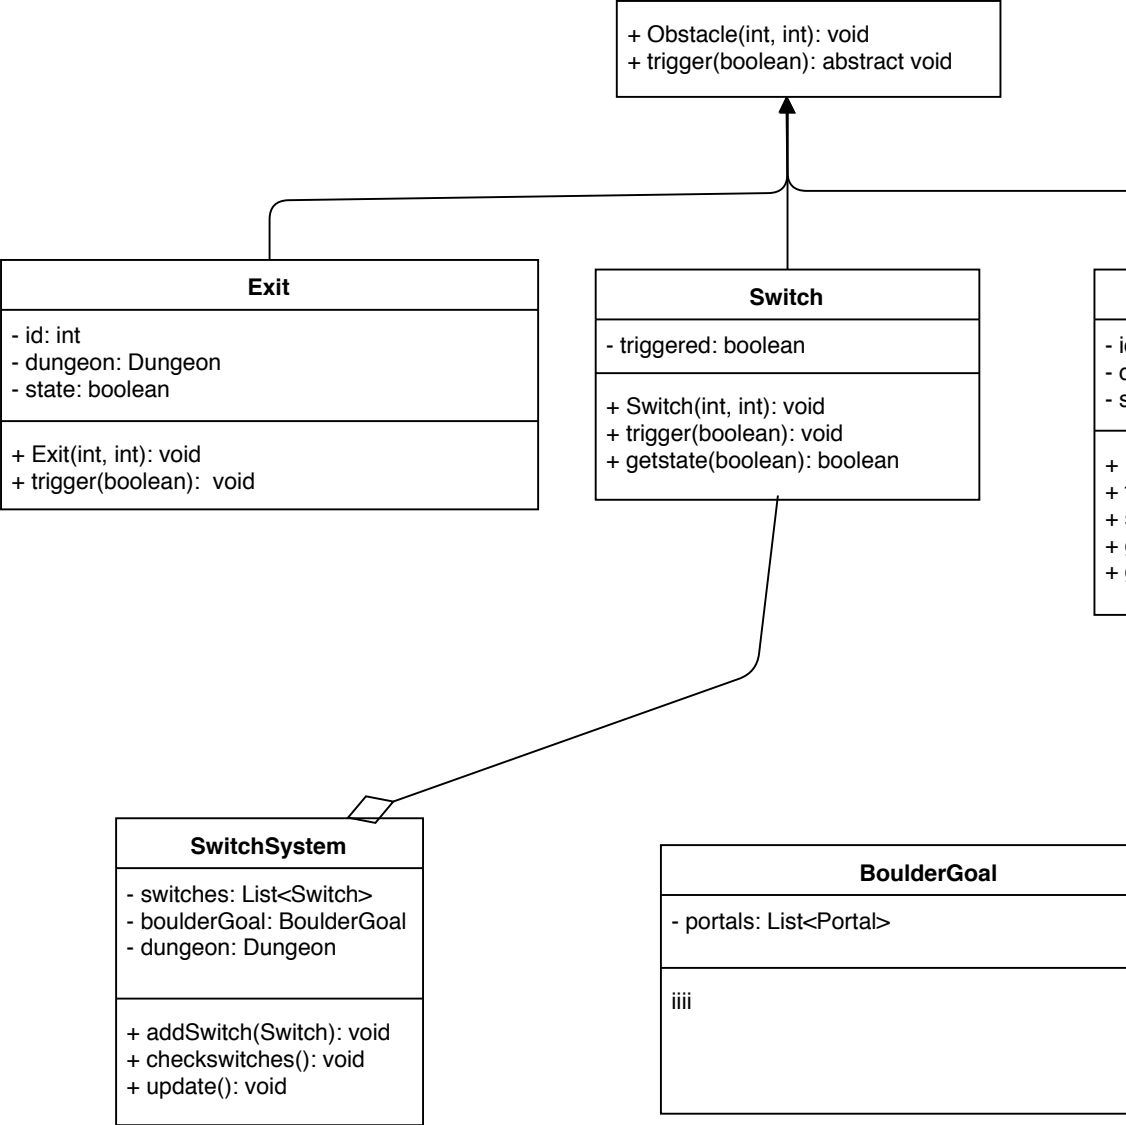 + Obstacle(int, int): void
+ trigger(boolean): abstract void
Exit
- id: int
- dungeon: Dungeon
- state: boolean
+ Exit(int, int): void
+ trigger(boolean):  void
Switch
- triggered: boolean
+ Switch(int, int): void
+ trigger(boolean): void
+ getstate(boolean): boolean
SwitchSystem
- switches: List<Switch>
- boulderGoal: BoulderGoal
- dungeon: Dungeon
+ addSwitch(Switch): void
+ checkswitches(): void
+ update(): void
BoulderGoal
- portals: List<Portal>
iiii